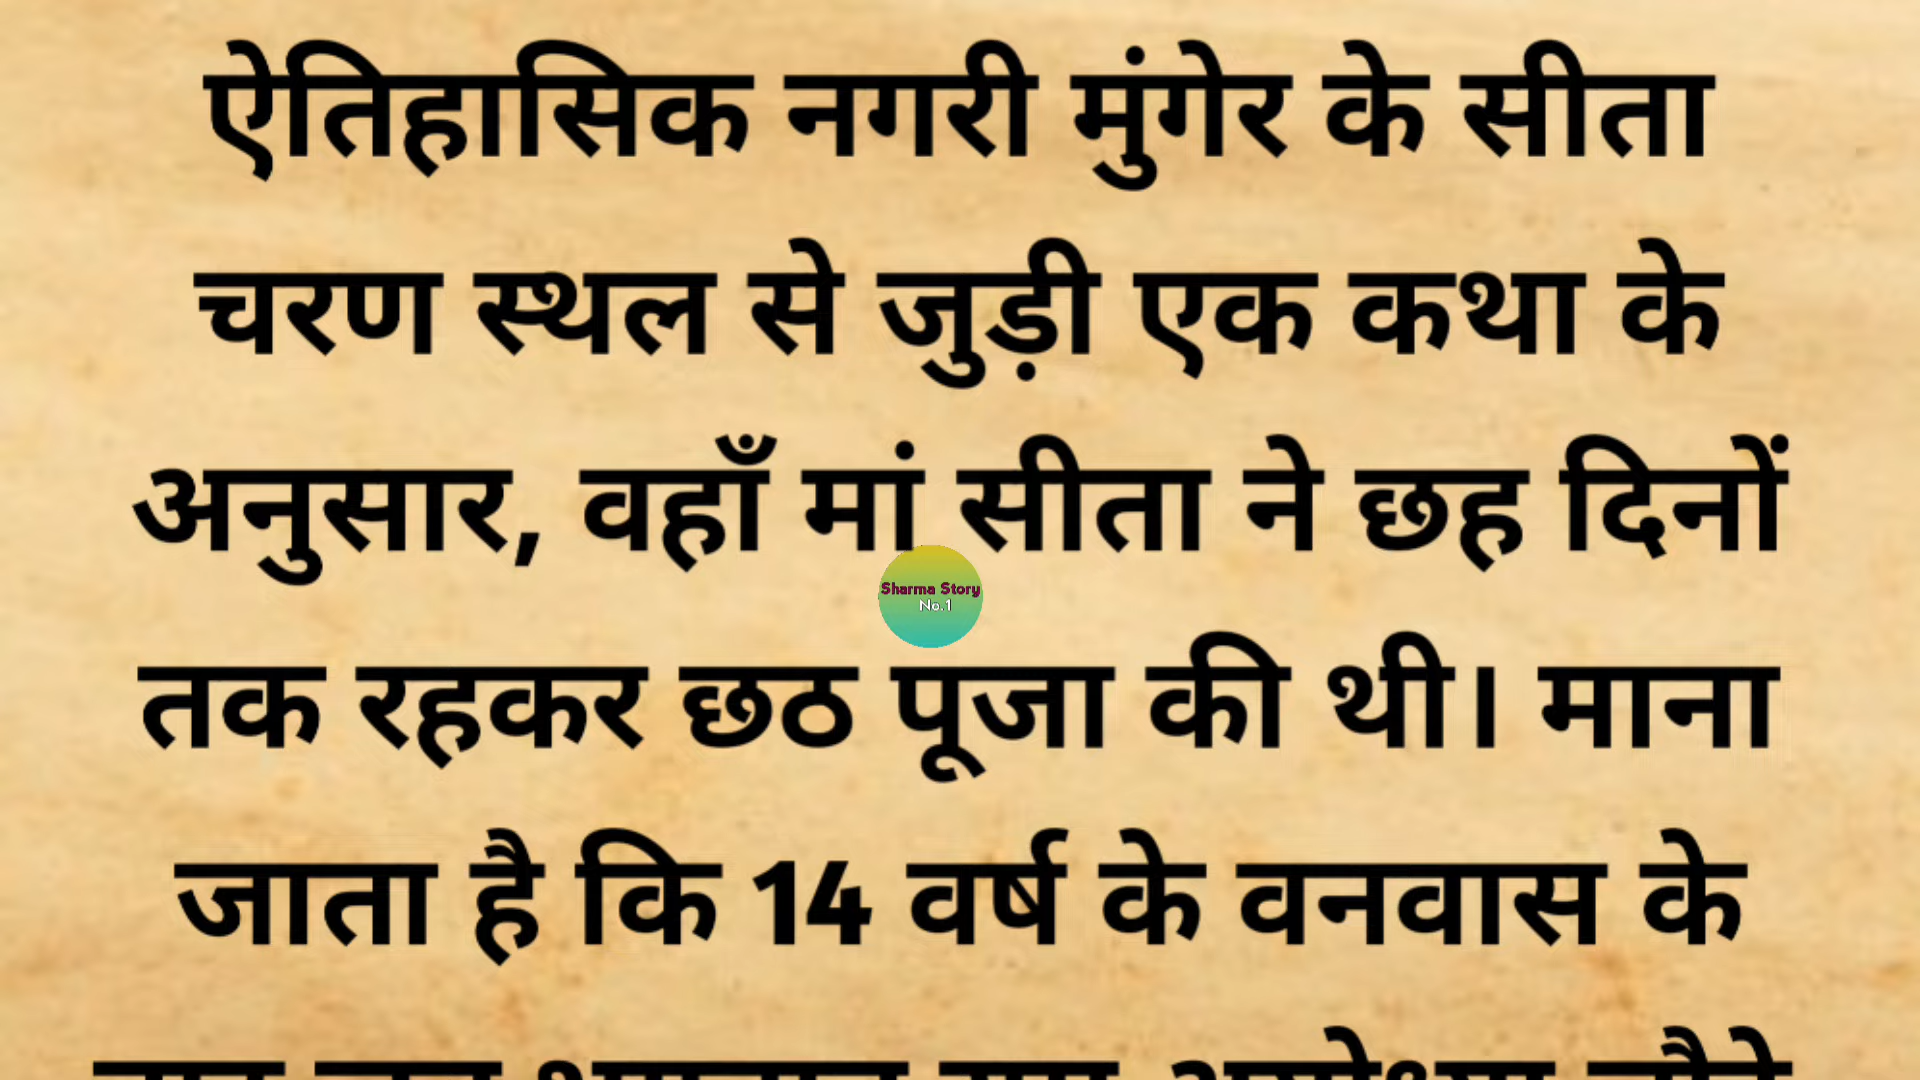 ऐतिहासिक नगरी मुंगेर के सीता
चरण स्थल से जुड़ी एक कथा के
अनुसार, वहाँ मां सीता ने छह दिनों
Sharma Story
No.1
तक रहकर छठ पूजा की थी। माना
जाता है कि 14 वर्ष के वनवास के